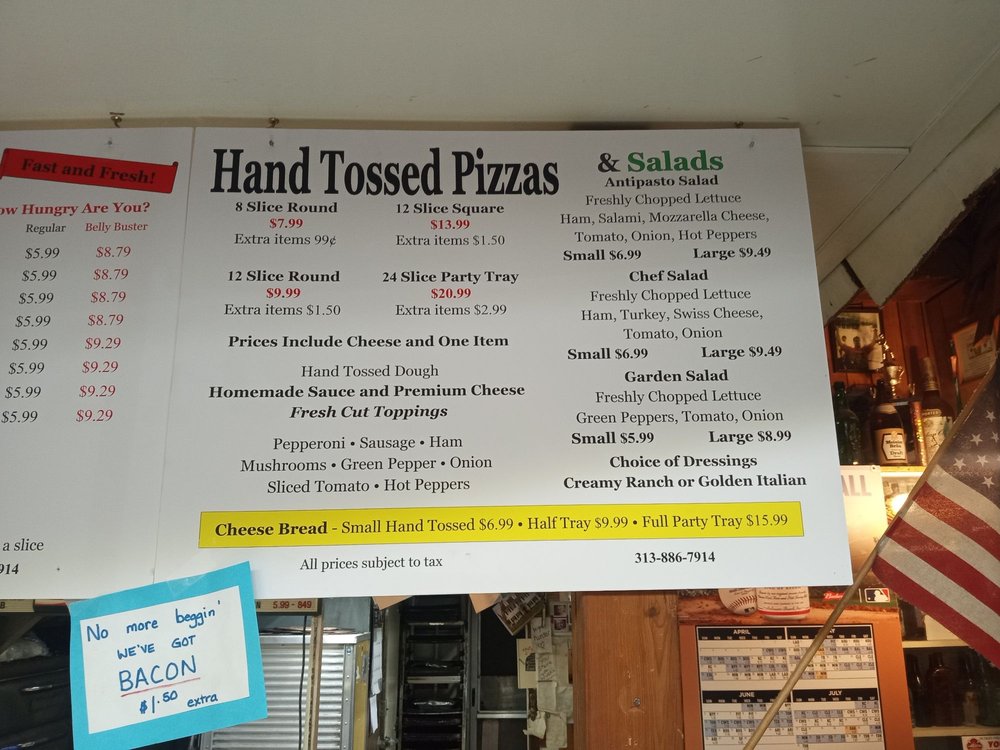 Fast and Fresh!
Hungry Are You?
Regular Belly Buster
$5.99 $8.79
$5.99 $8.79
$5.99 $8.79
$5.99 $8.79
$5.99 $9.29
$5.99 $9.29
$5.99 $9.29
$5.99 $9.29
a slice
Hand Tossed Pizzas
8 Slice Round
$7.99
Extra items 99¢
12 Slice Square
$13.99
Extra items $1.50
12 Slice Round
$9.99
Extra items $1.50
24 Slice Party Tray
$20.99
Extra items $2.99
Prices Include Cheese and One Item
Hand Tossed Dough
Homemade Sauce and Premium Cheese
Fresh Cut Toppings
Pepperoni • Sausage • Ham
Mushrooms • Green Pepper • Onion
Sliced Tomato • Hot Peppers
& Salads
Antipasto Salad
Freshly Chopped Lettuce
Ham, Salami, Mozzarella Cheese,
Tomato, Onion, Hot Peppers
Small $6.99 Large $9.49
Chef Salad
Freshly Chopped Lettuce
Ham, Turkey, Swiss Cheese,
Tomato, Onion
Small $6.99 Large $9.49
Garden Salad
Freshly Chopped Lettuce
Green Peppers, Tomato, Onion
Small $5.99 Large $8.99
Choice of Dressings
Creamy Ranch or Golden Italian
Cheese Bread - Small Hand Tossed $6.99 • Half Tray $9.99 • Full Party Tray $15.99
All prices subject to tax
313-886-7914
No more beggin'
WE'VE GOT
BACON
$1.50 extra
5.99 - 849
APRIL
JUNE JULY